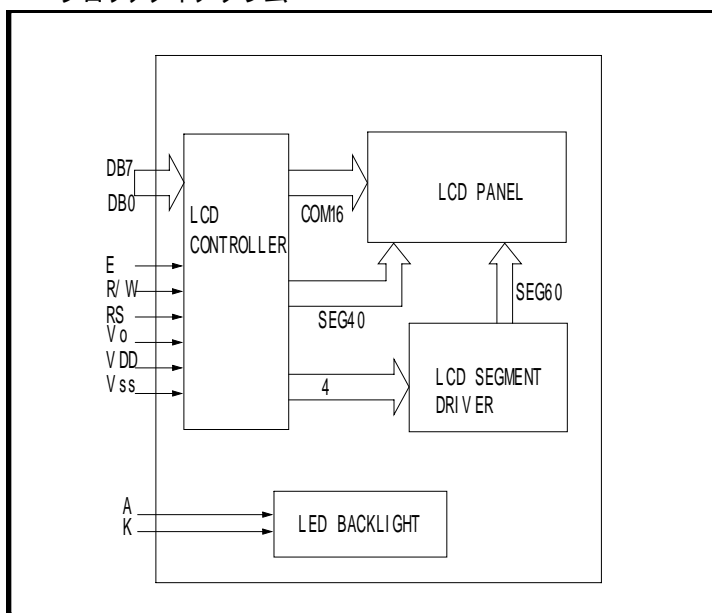 DB7
DB0
E
R/W
RS
Vo
VDD
Vss
A
K
LCD
CONTROLLER
COM16
SEG40
4
LCD PANEL
SEG60
LCD SEGMENT
DRIVER
LED BACKLIGHT